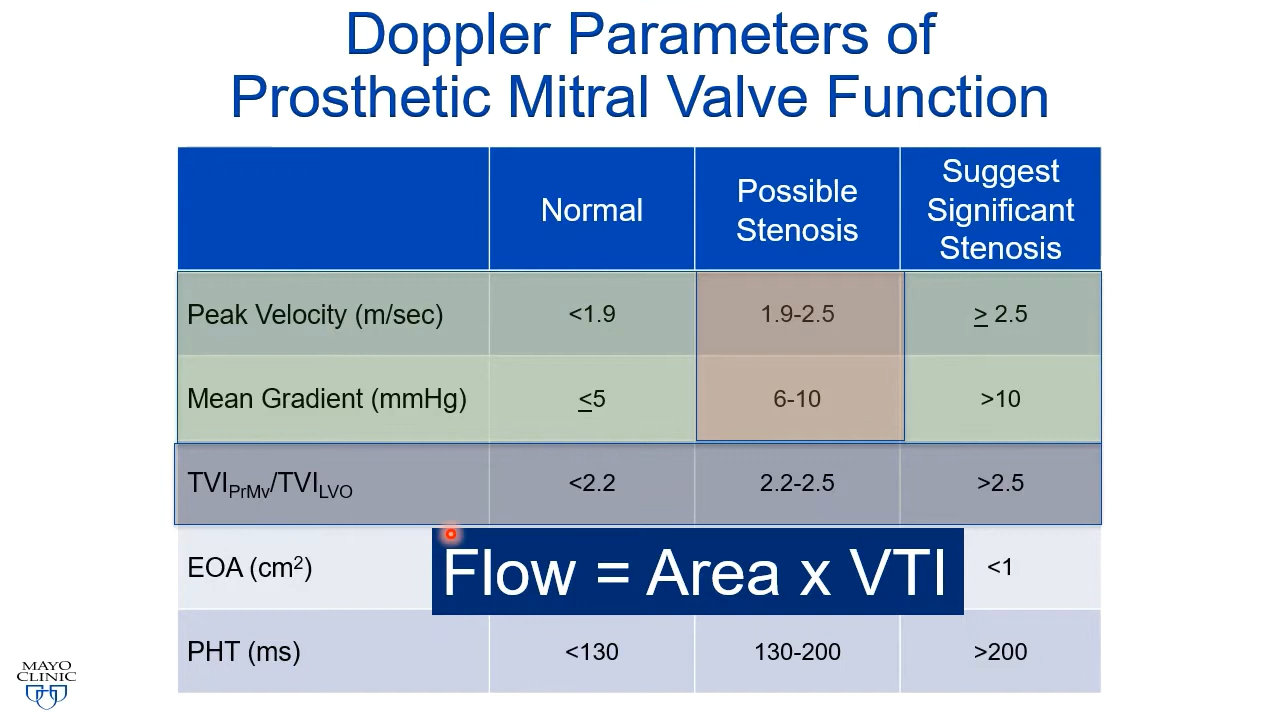 Doppler Parameters of
Prosthetic Mitral Valve Function
Normal
Possible
Stenosis
Suggest
Significant
Stenosis
Peak Velocity (m/sec) <1.9 1.9-2.5 ≥ 2.5
Mean Gradient (mmHg) ≤5 6-10 >10
TVI_PrMv/TVI_LVO <2.2 2.2-2.5 >2.5
EOA (cm²) Flow = Area x VTI <1
PHT (ms) <130 130-200 >200
MAYO
CLINIC